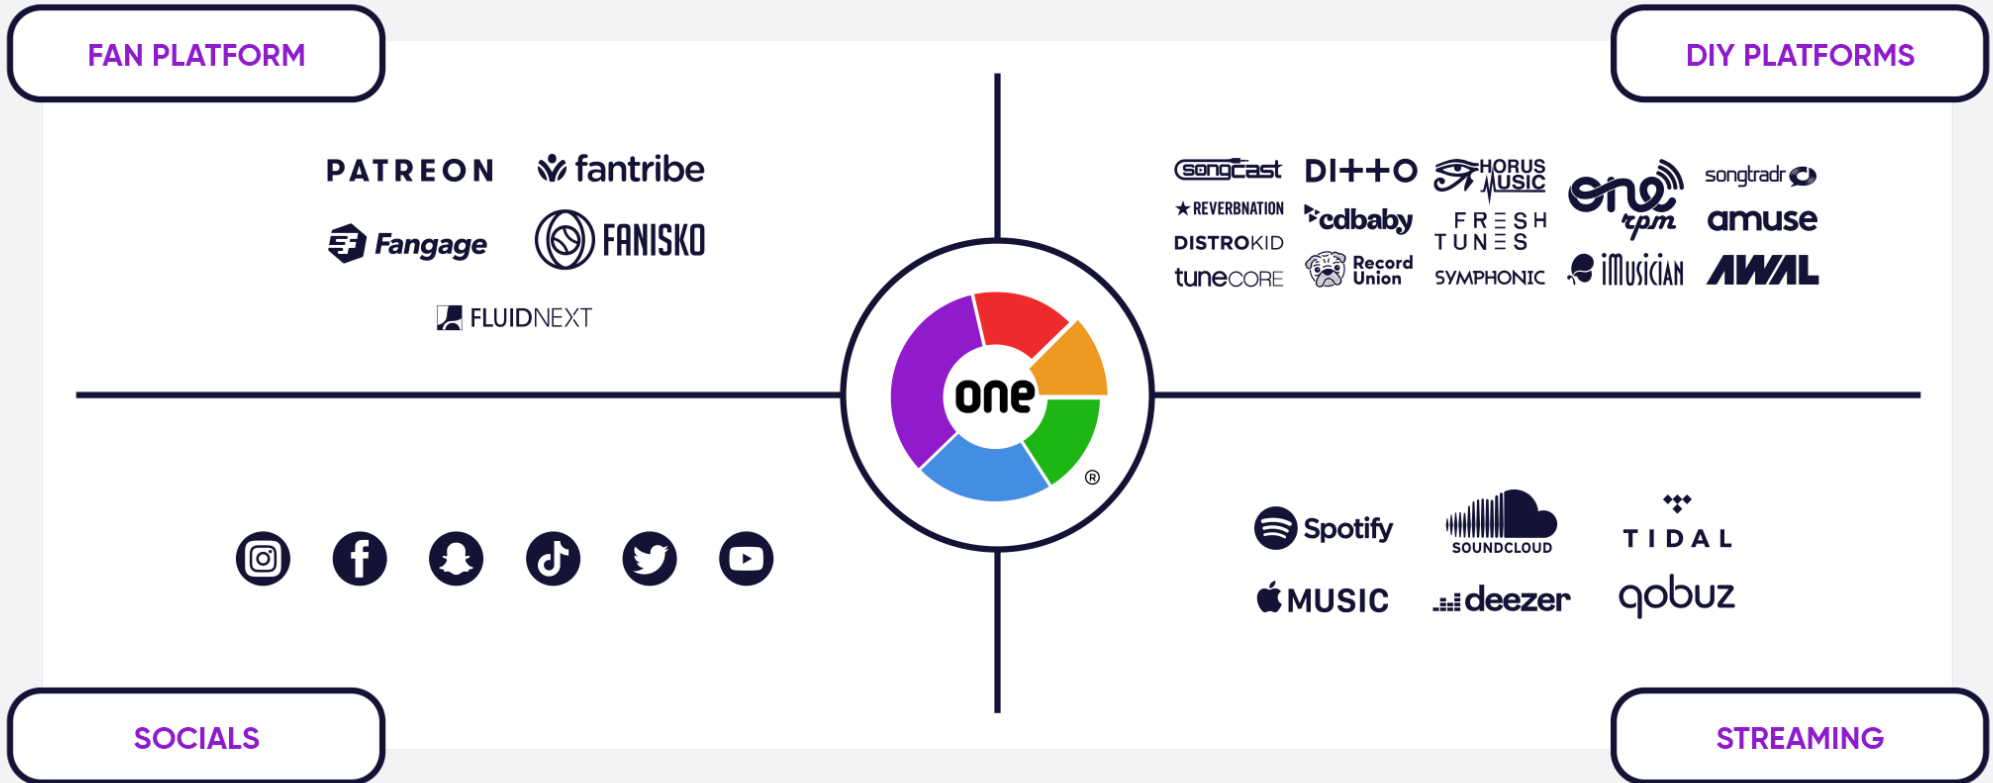 FAN PLATFORM
DIY PLATFORMS
PATREON
fantribe
Fangage
FANISKO
FLUIDNEXT
songcast
REVERBNATION
DISTROKID
tunecore
DITTO
cdbaby
Record
Union
HORUS
MUSIC
FRESH
TUNES
SYMPHONIC
one
rpm
iMUSICIAN
songtradr
amuse
AWAL
one
®
Spotify
SOUNDCLOUD
TIDAL
MUSIC
deezer
qobuz
SOCIALS
STREAMING